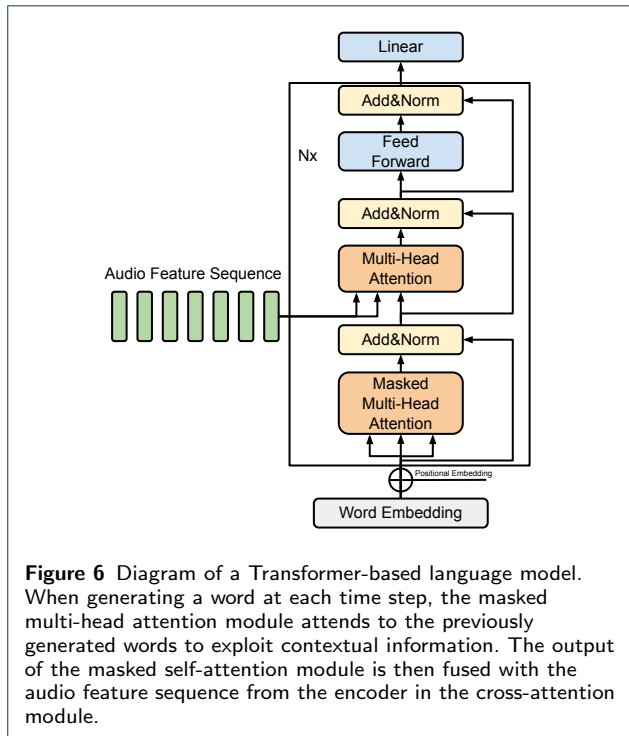 Linear
Add&Norm
Nx
Feed
Forward
Add&Norm
Audio Feature Sequence
Multi-Head
Attention
Add&Norm
Masked
Multi-Head
Attention
Positional Embedding
Word Embedding
Figure 6 Diagram of a Transformer-based language model.
When generating a word at each time step, the masked
multi-head attention module attends to the previously
generated words to exploit contextual information. The output
of the masked self-attention module is then fused with the
audio feature sequence from the encoder in the cross-attention
module.